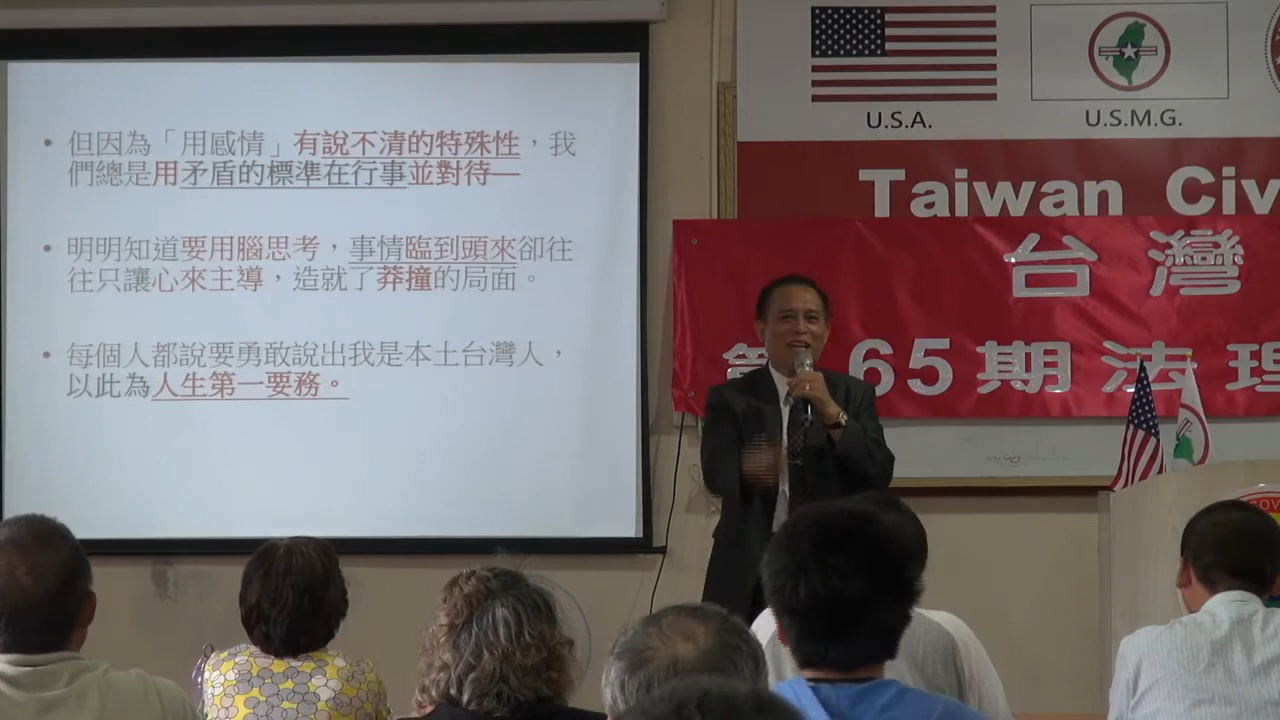 • 但因為「用感情」有說不清的特殊性，我
們總是用矛盾的標準在行事並對待—
• 明明知道要用腦思考，事情臨到頭來卻往
往只讓心來主導，造就了莽撞的局面。
• 每個人都說要勇敢說出我是本土台灣人，
以此為人生第一要務。
U.S.A.
U.S.M.G.
Taiwan Civ
台灣
第65期法理
GOV